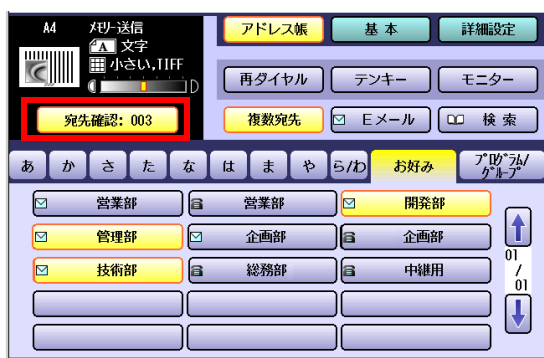 A4 ﾒﾓﾘｰ送信
A 文字
小さい,TIFF
D
宛先確認: 003
アドレス帳 基本 詳細設定
再ダイヤル テンキー モニター
複数宛先 Eメール 検索
あ か さ た な は ま や ら/わ お好み ﾌﾟﾛｸﾞﾗﾑ/
ｸﾞﾙｰﾌﾟ
営業部 営業部 開発部
管理部 企画部 企画部
技術部 総務部 中継用
01
/
01